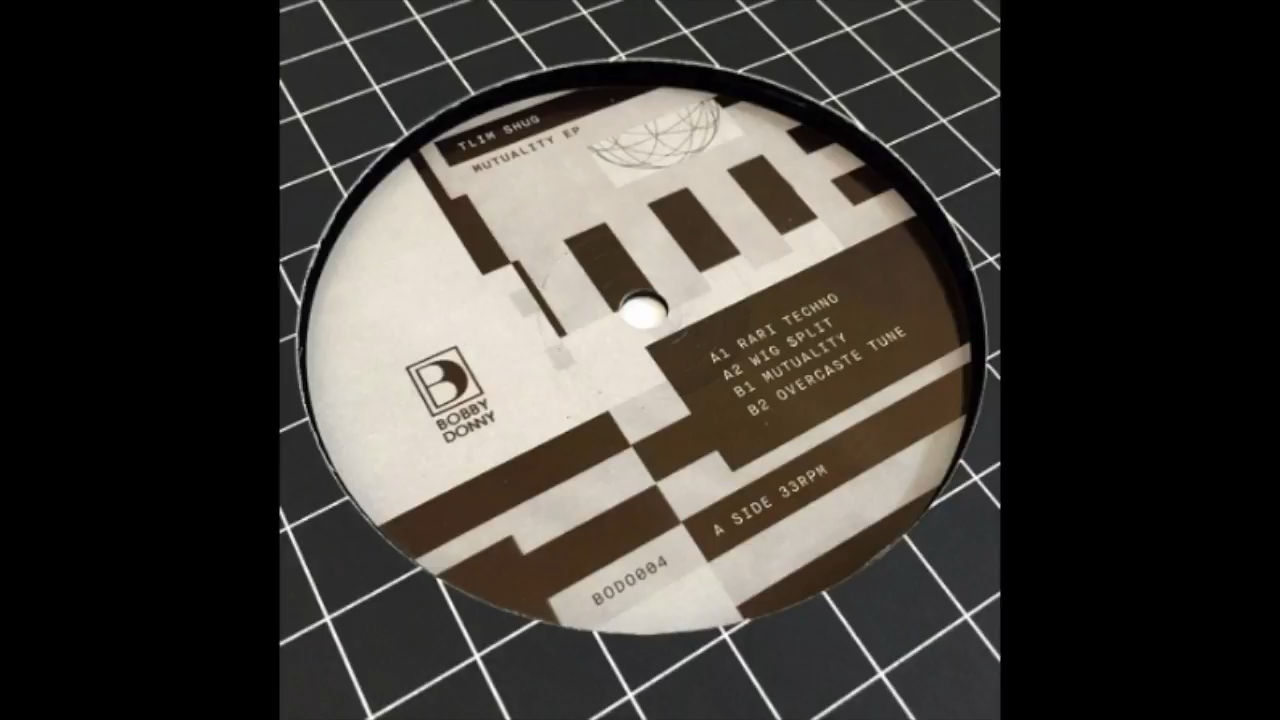 TLIM SHUG
MUTUALITY EP
A1 RARI TECHNO
A2 WIG SPLIT
B1 MUTUALITY
B2 OVERCASTE TUNE
B
BOBBY
DONNY
A SIDE 33RPM
BODO004